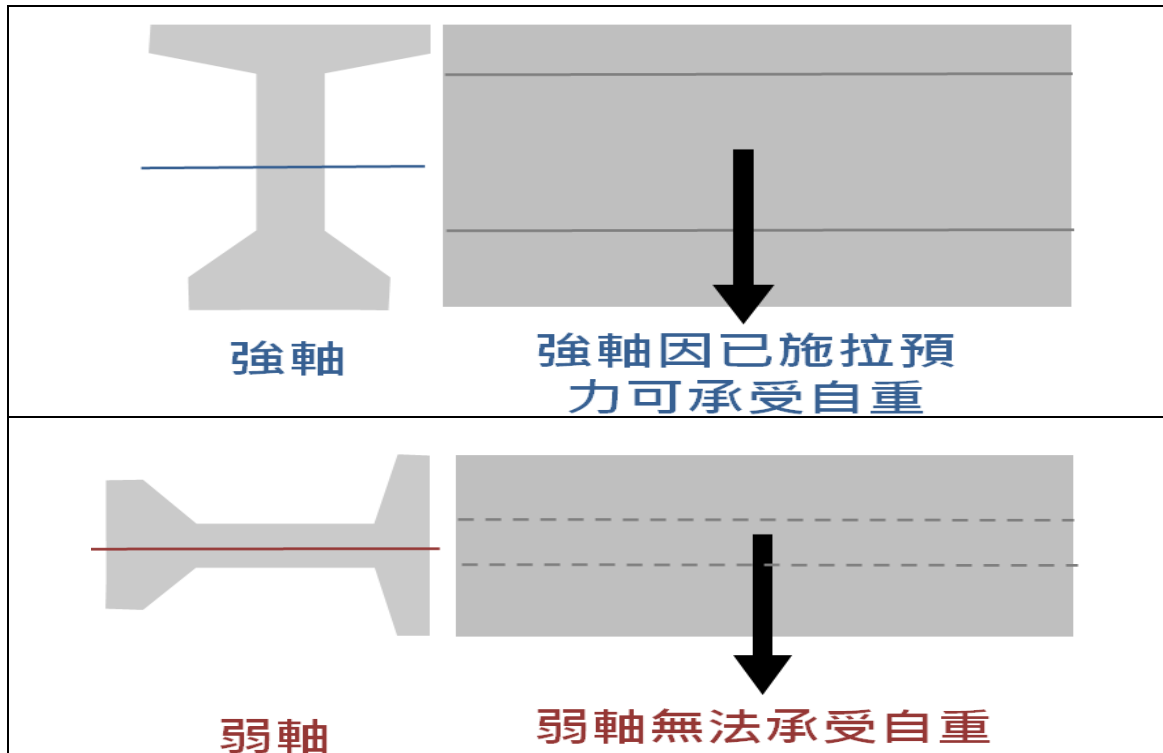 強軸
強軸因已施拉預
力可承受自重
弱軸
弱軸無法承受自重